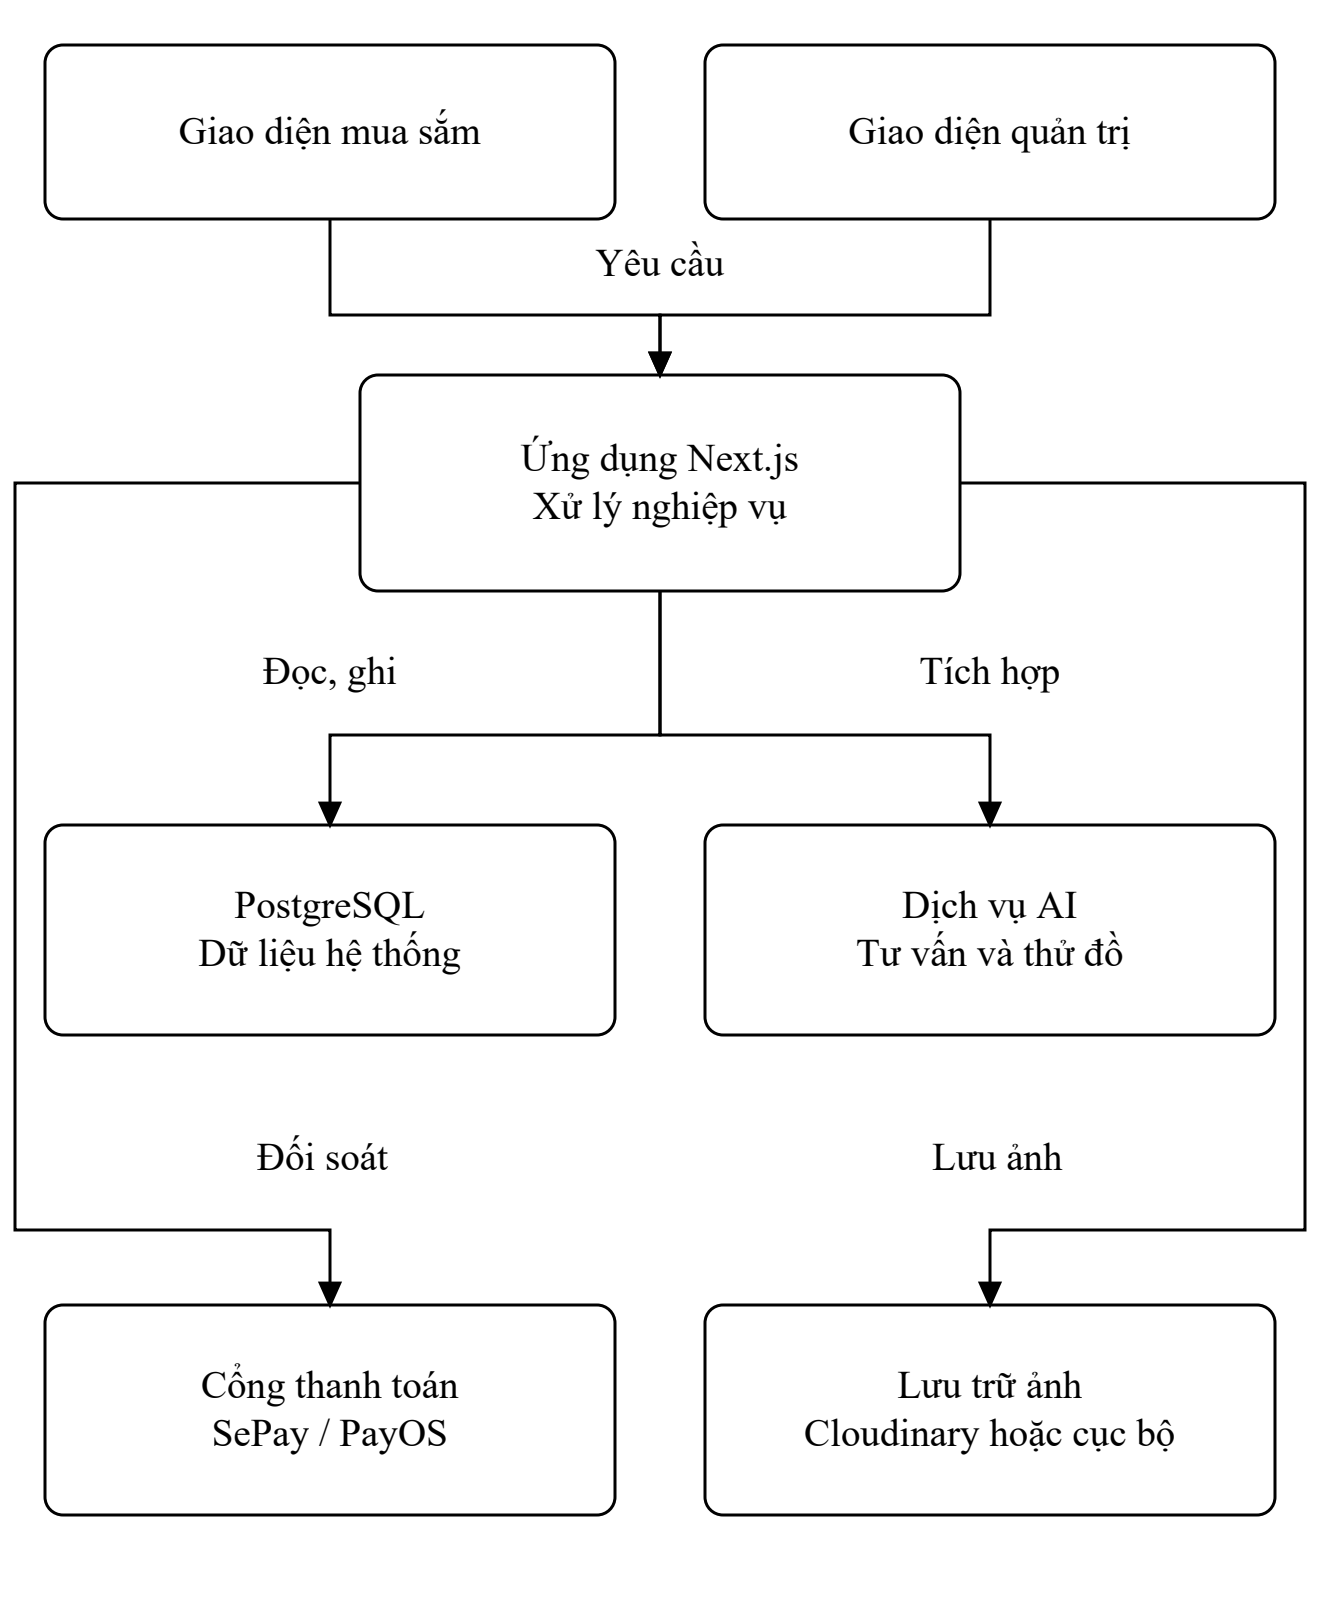 Giao diện mua sắm
Giao diện quản trị
Yêu cầu
Ứng dụng Next.js
Xử lý nghiệp vụ
Đọc, ghi
Tích hợp
PostgreSQL
Dữ liệu hệ thống
Dịch vụ AI
Tư vấn và thử đồ
Đối soát
Lưu ảnh
Cổng thanh toán
SePay / PayOS
Lưu trữ ảnh
Cloudinary hoặc cục bộ